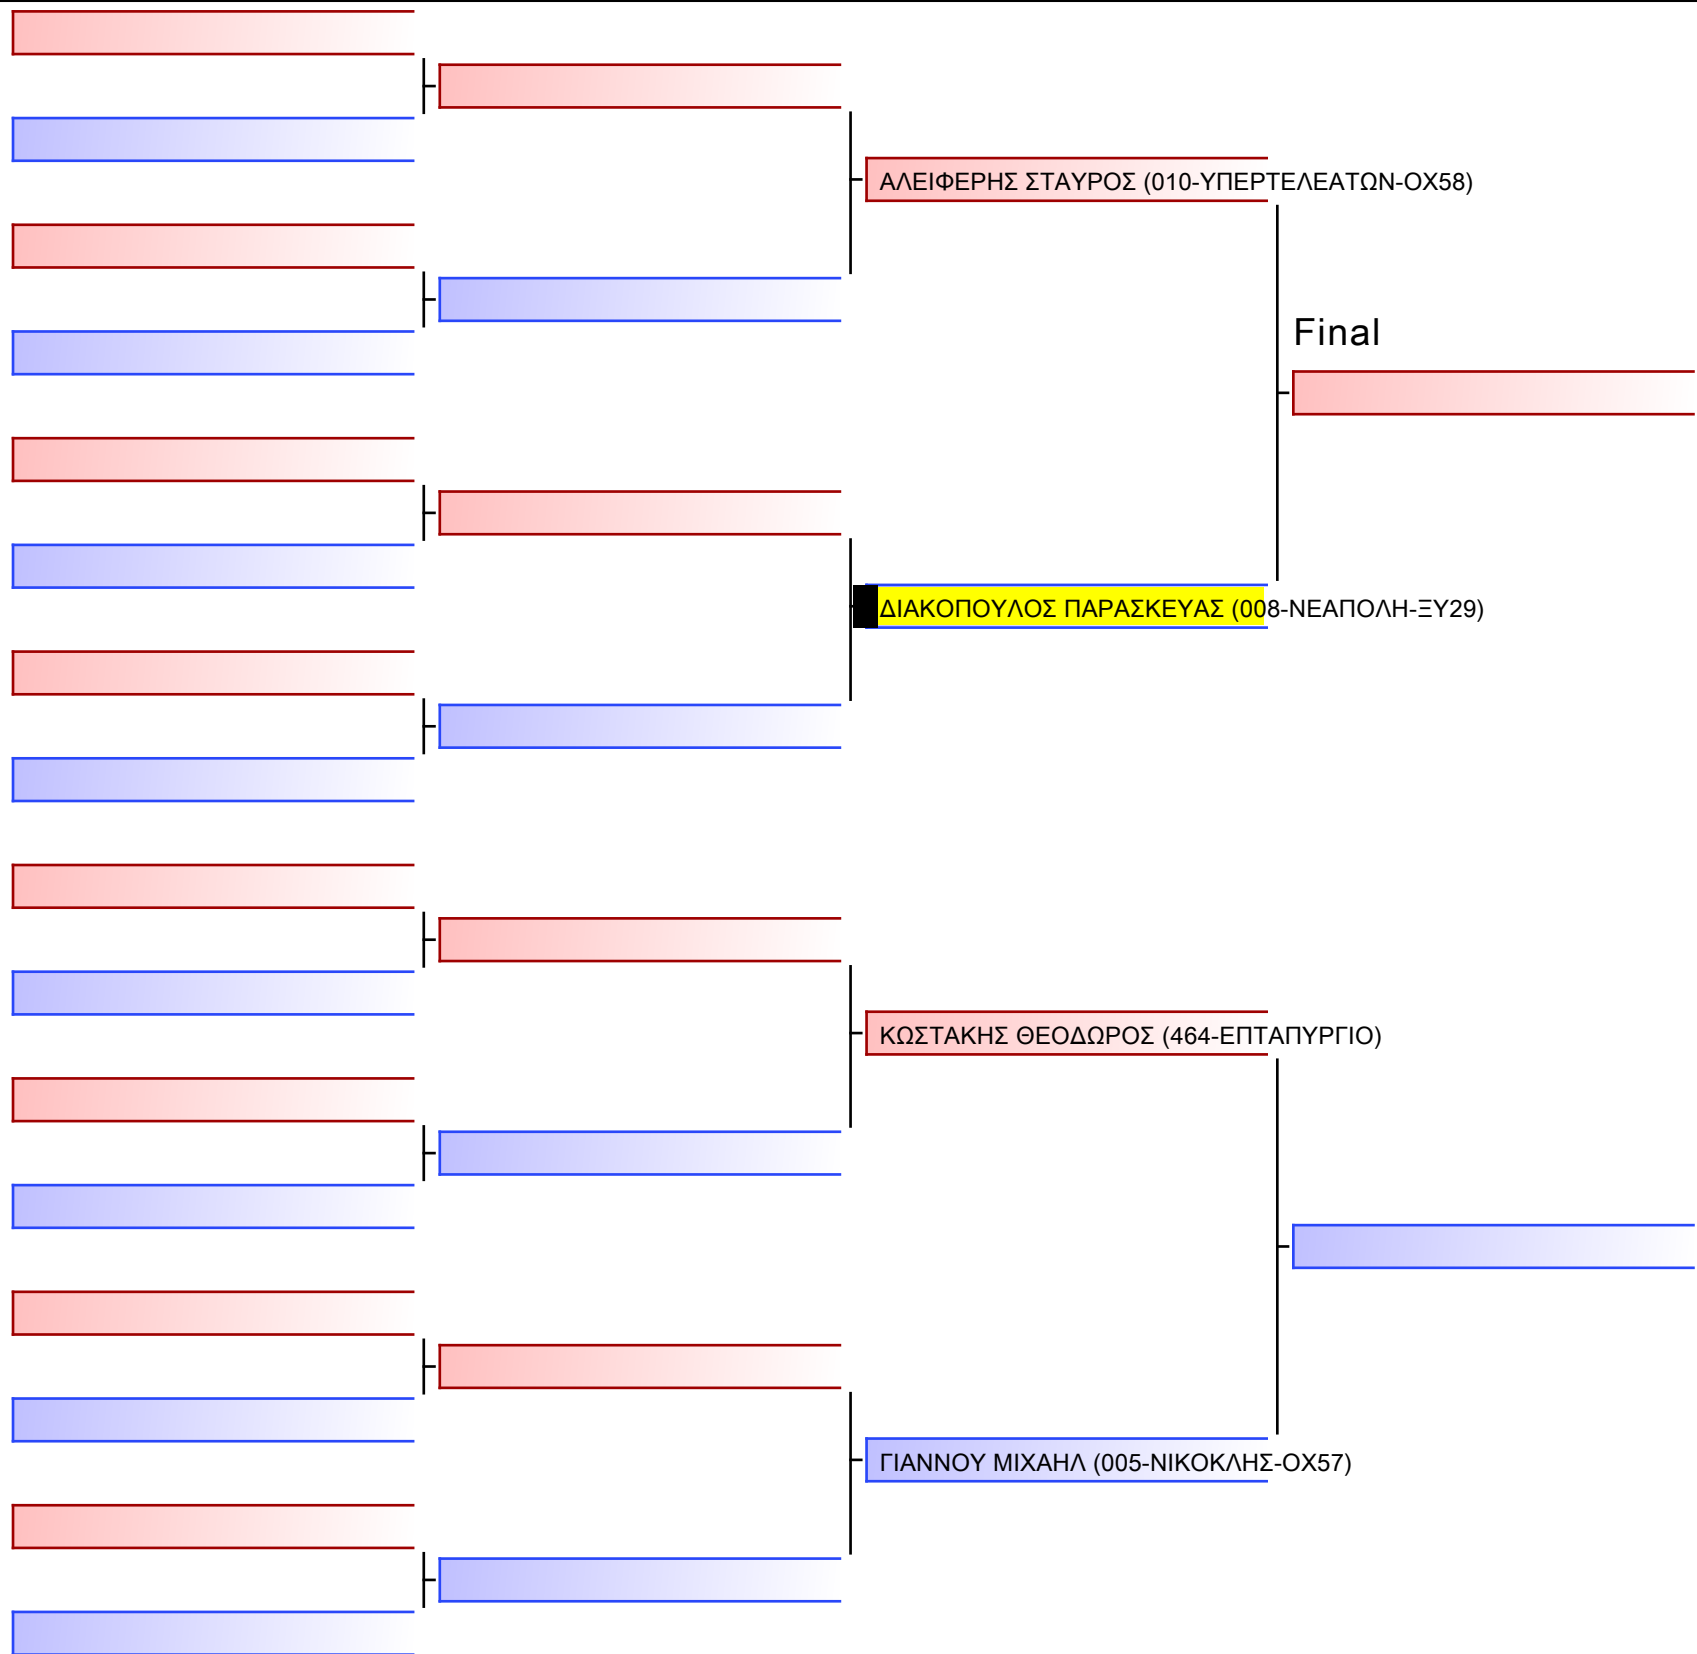 ΑΛΕΙΦΕΡΗΣ ΣΤΑΥΡΟΣ (010-ΥΠΕΡΤΕΛΕΑΤΩΝ-ΟΧ58)
Final
ΔΙΑΚΟΠΟΥΛΟΣ ΠΑΡΑΣΚΕΥΑΣ (008-ΝΕΑΠΟΛΗ-ΞΥ29)
ΚΩΣΤΑΚΗΣ ΘΕΟΔΩΡΟΣ (464-ΕΠΤΑΠΥΡΓΙΟ)
ΓΙΑΝΝΟΥ ΜΙΧΑΗΛ (005-ΝΙΚΟΚΛΗΣ-ΟΧ57)